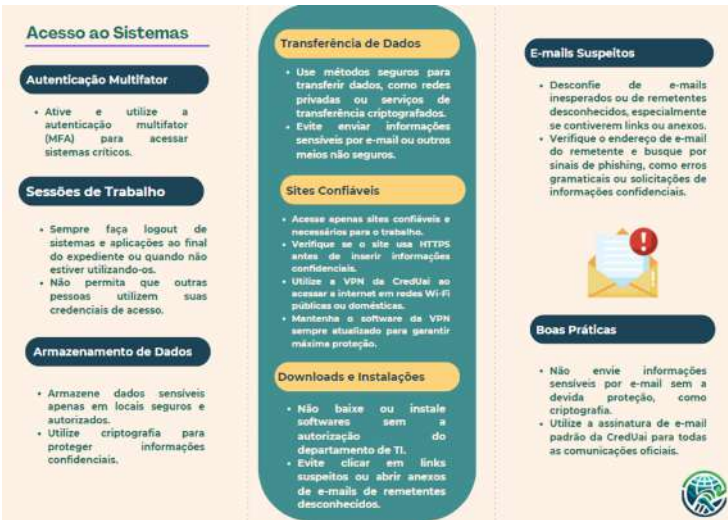 Acesso ao Sistemas
Autenticação Multifator
• Ative e utilize a
autenticação multifator
(MFA) para acessar
sistemas críticos.
Sessões de Trabalho
• Sempre faça logout de
sistemas e aplicações ao final
do expediente ou quando não
estiver utilizando-os.
• Não permita que outras
pessoas utilizem suas
credenciais de acesso.
Armazenamento de Dados
• Armazene dados sensíveis
apenas em locais seguros e
autorizados.
• Utilize criptografia para
proteger informações
confidenciais.
Transferência de Dados
• Use métodos seguros para
transferir dados, como redes
privadas ou serviços de
transferência criptografados.
• Evite enviar informações
sensíveis por e-mail ou outros
meios não seguros.
Sites Confiáveis
• Acesse apenas sites confiáveis e
necessários para o trabalho.
• Verifique se o site usa HTTPS
antes de inserir informações
confidenciais.
• Utilize a VPN da CredUai ao
acessar a internet em redes Wi-Fi
públicas ou domésticas.
• Mantenha o software da VPN
sempre atualizado para garantir
máxima proteção.
Downloads e Instalações
• Não baixe ou instale
softwares sem a
autorização do
departamento de TI.
• Evite clicar em links
suspeitos ou abrir anexos
de e-mails de remetentes
desconhecidos.
E-mails Suspeitos
• Desconfie de e-mails
inesperados ou de remetentes
desconhecidos, especialmente
se contiverem links ou anexos.
• Verifique o endereço de e-mail
do remetente e busque por
sinais de phishing, como erros
gramaticais ou solicitações de
informações confidenciais.
Boas Práticas
• Não envie informações
sensíveis por e-mail sem a
devida proteção, como
criptografia.
• Utilize a assinatura de e-mail
padrão da CredUai para todas
as comunicações oficiais.